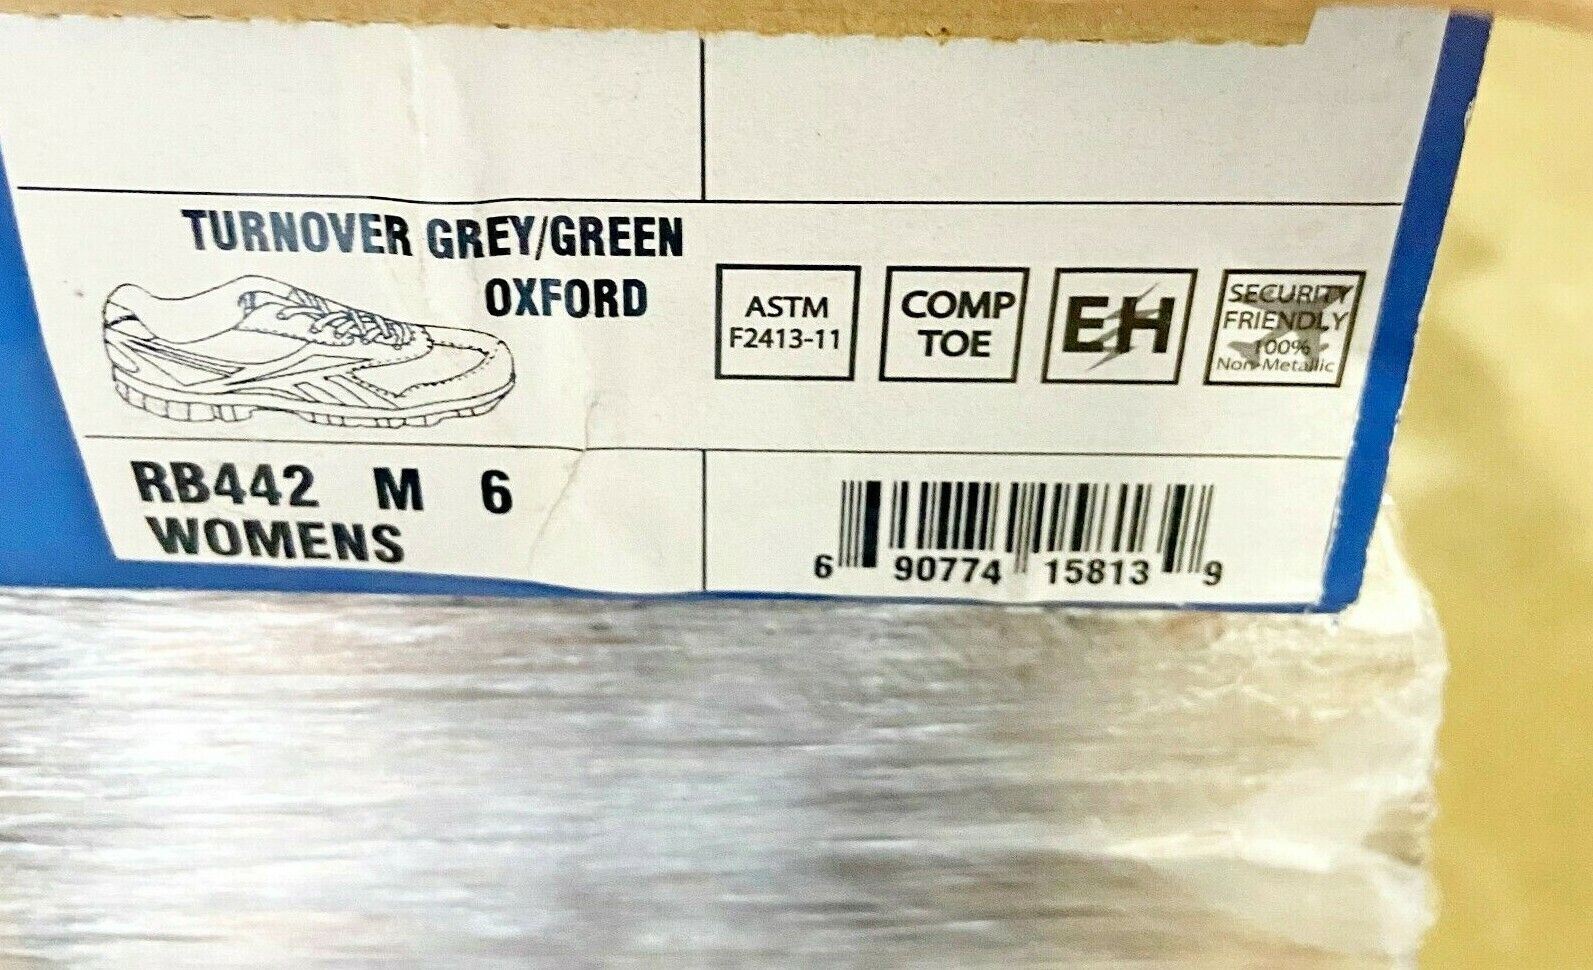 TURNOVER GREY/GREEN
OXFORD
ASTM
F2413-11
COMP
TOE
EH
SECURITY
FRIENDLY
100%
Non-Metallic
RB442 M 6
WOMENS
6 90774 15813 9